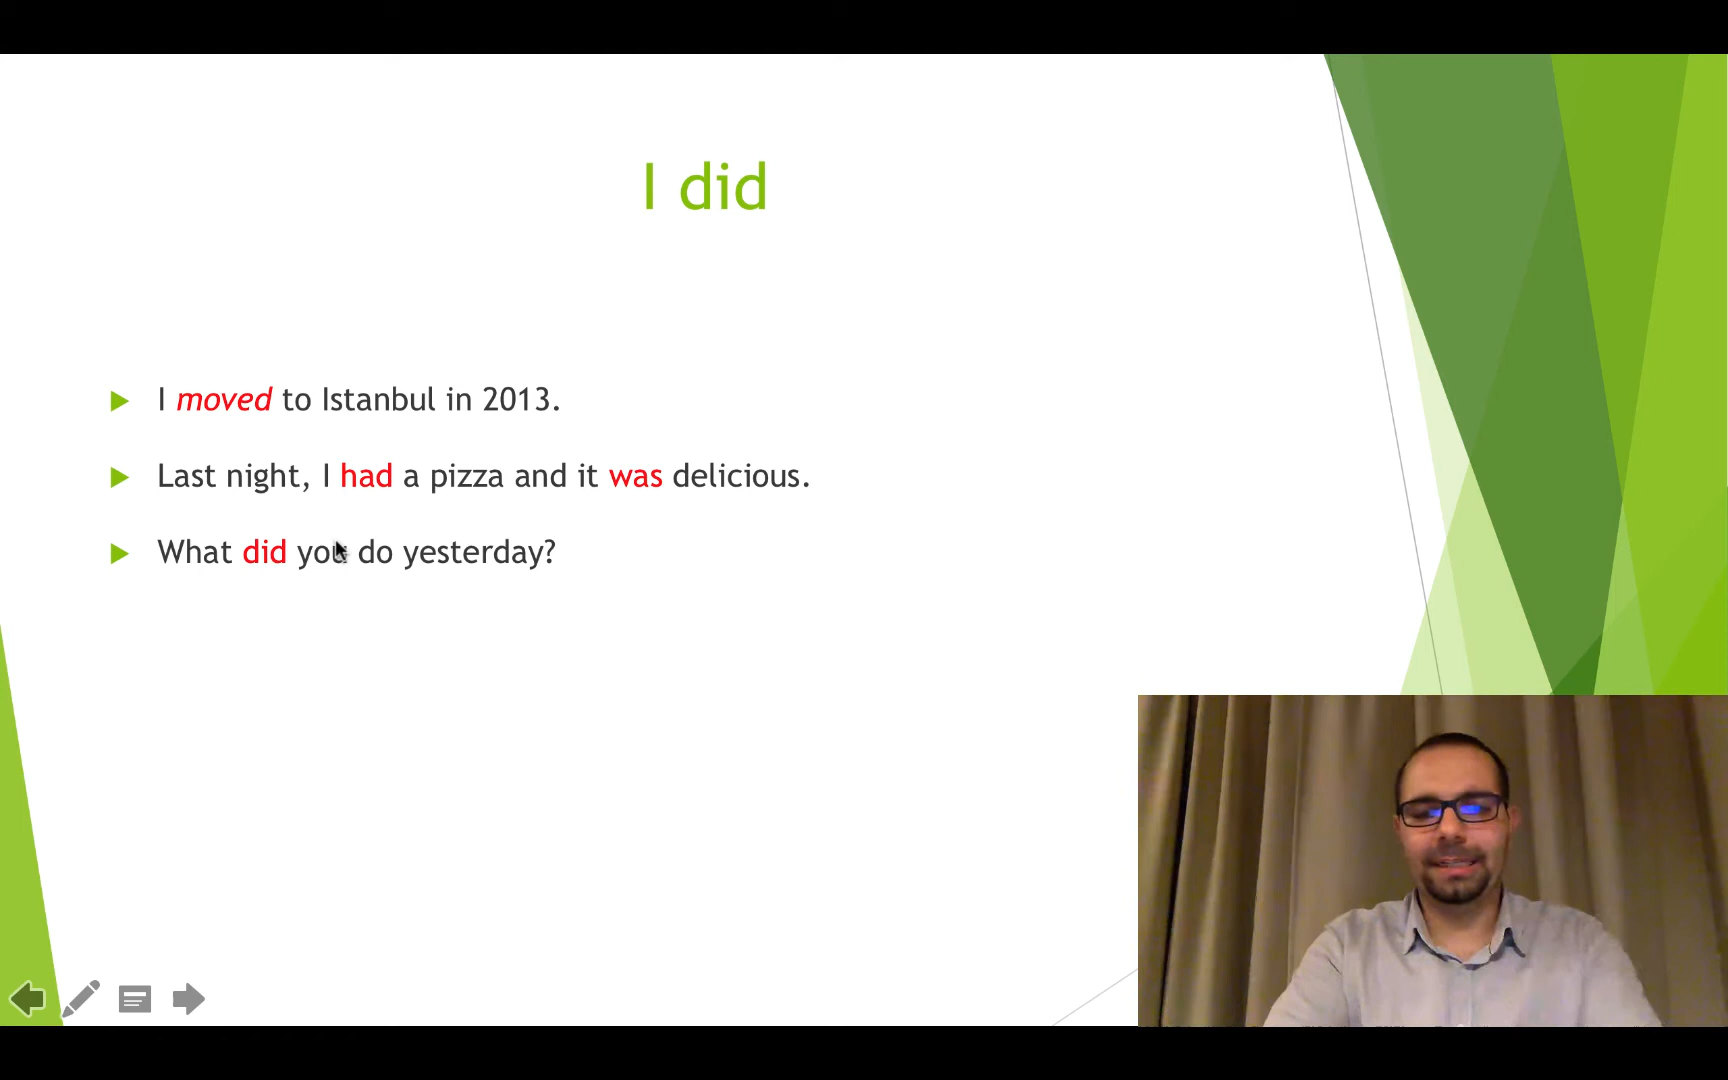 I did
I moved to Istanbul in 2013.
Last night, I had a pizza and it was delicious.
What did you do yesterday?